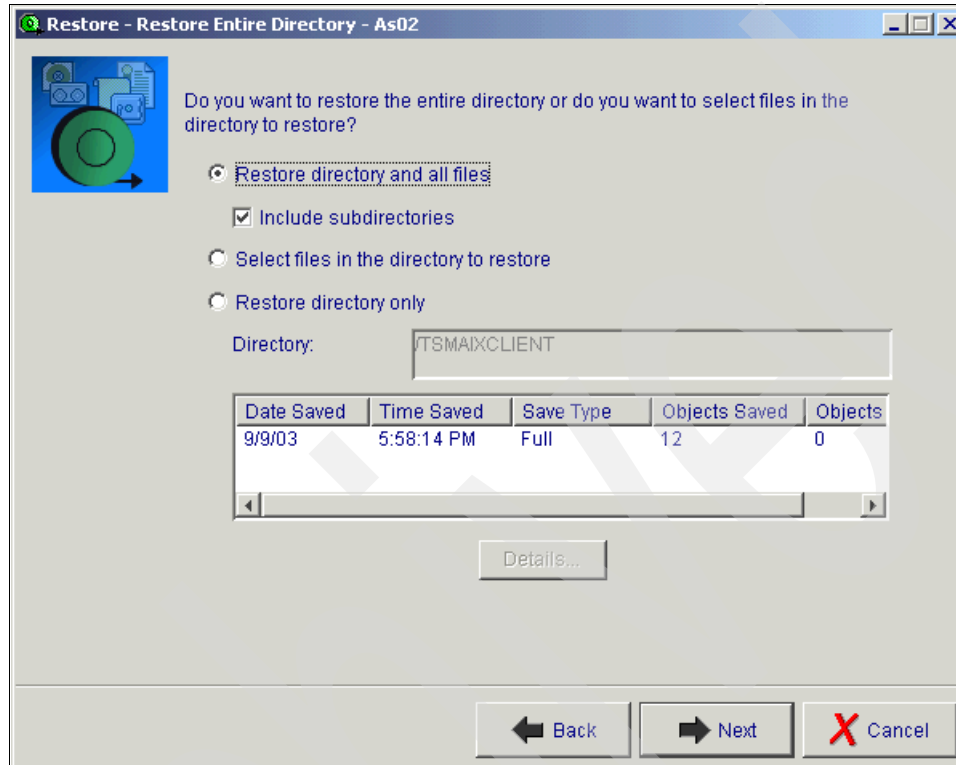 Restore - Restore Entire Directory - As02
Do you want to restore the entire directory or do you want to select files in the
directory to restore?
Restore directory and all files
Include subdirectories
Select files in the directory to restore
Restore directory only
Directory: /TSMAIXCLIENT
Date Saved Time Saved Save Type Objects Saved Objects
9/9/03 5:58:14 PM Full 12 0
Details...
Back Next Cancel